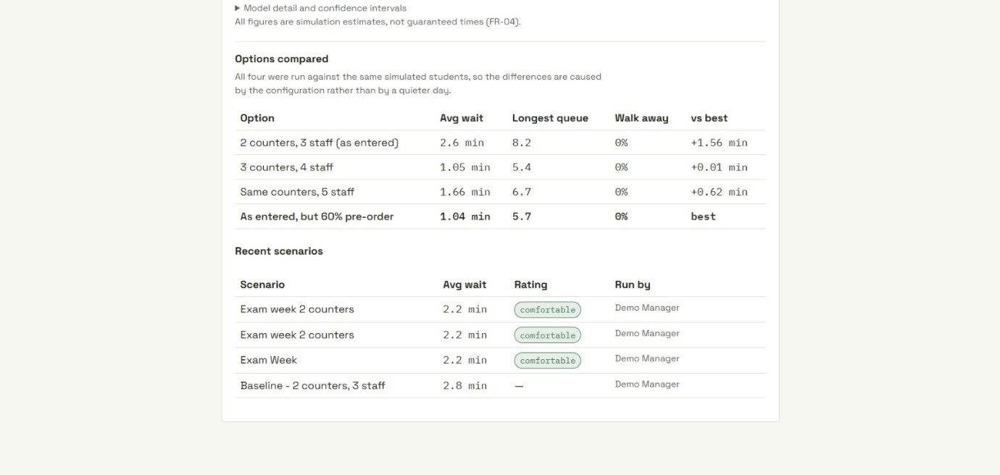 ▶ Model detail and confidence intervals
All figures are simulation estimates, not guaranteed times (FR-04).
Options compared
All four were run against the same simulated students, so the differences are caused
by the configuration rather than by a quieter day.
Option Avg wait Longest queue Walk away vs best
2 counters, 3 staff (as entered) 2.6 min 8.2 0% +1.56 min
3 counters, 4 staff 1.05 min 5.4 0% +0.01 min
Same counters, 5 staff 1.66 min 6.7 0% +0.62 min
As entered, but 60% pre-order 1.04 min 5.7 0% best
Recent scenarios
Scenario Avg wait Rating Run by
Exam week 2 counters 2.2 min comfortable Demo Manager
Exam week 2 counters 2.2 min comfortable Demo Manager
Exam Week 2.2 min comfortable Demo Manager
Baseline - 2 counters, 3 staff 2.8 min — Demo Manager